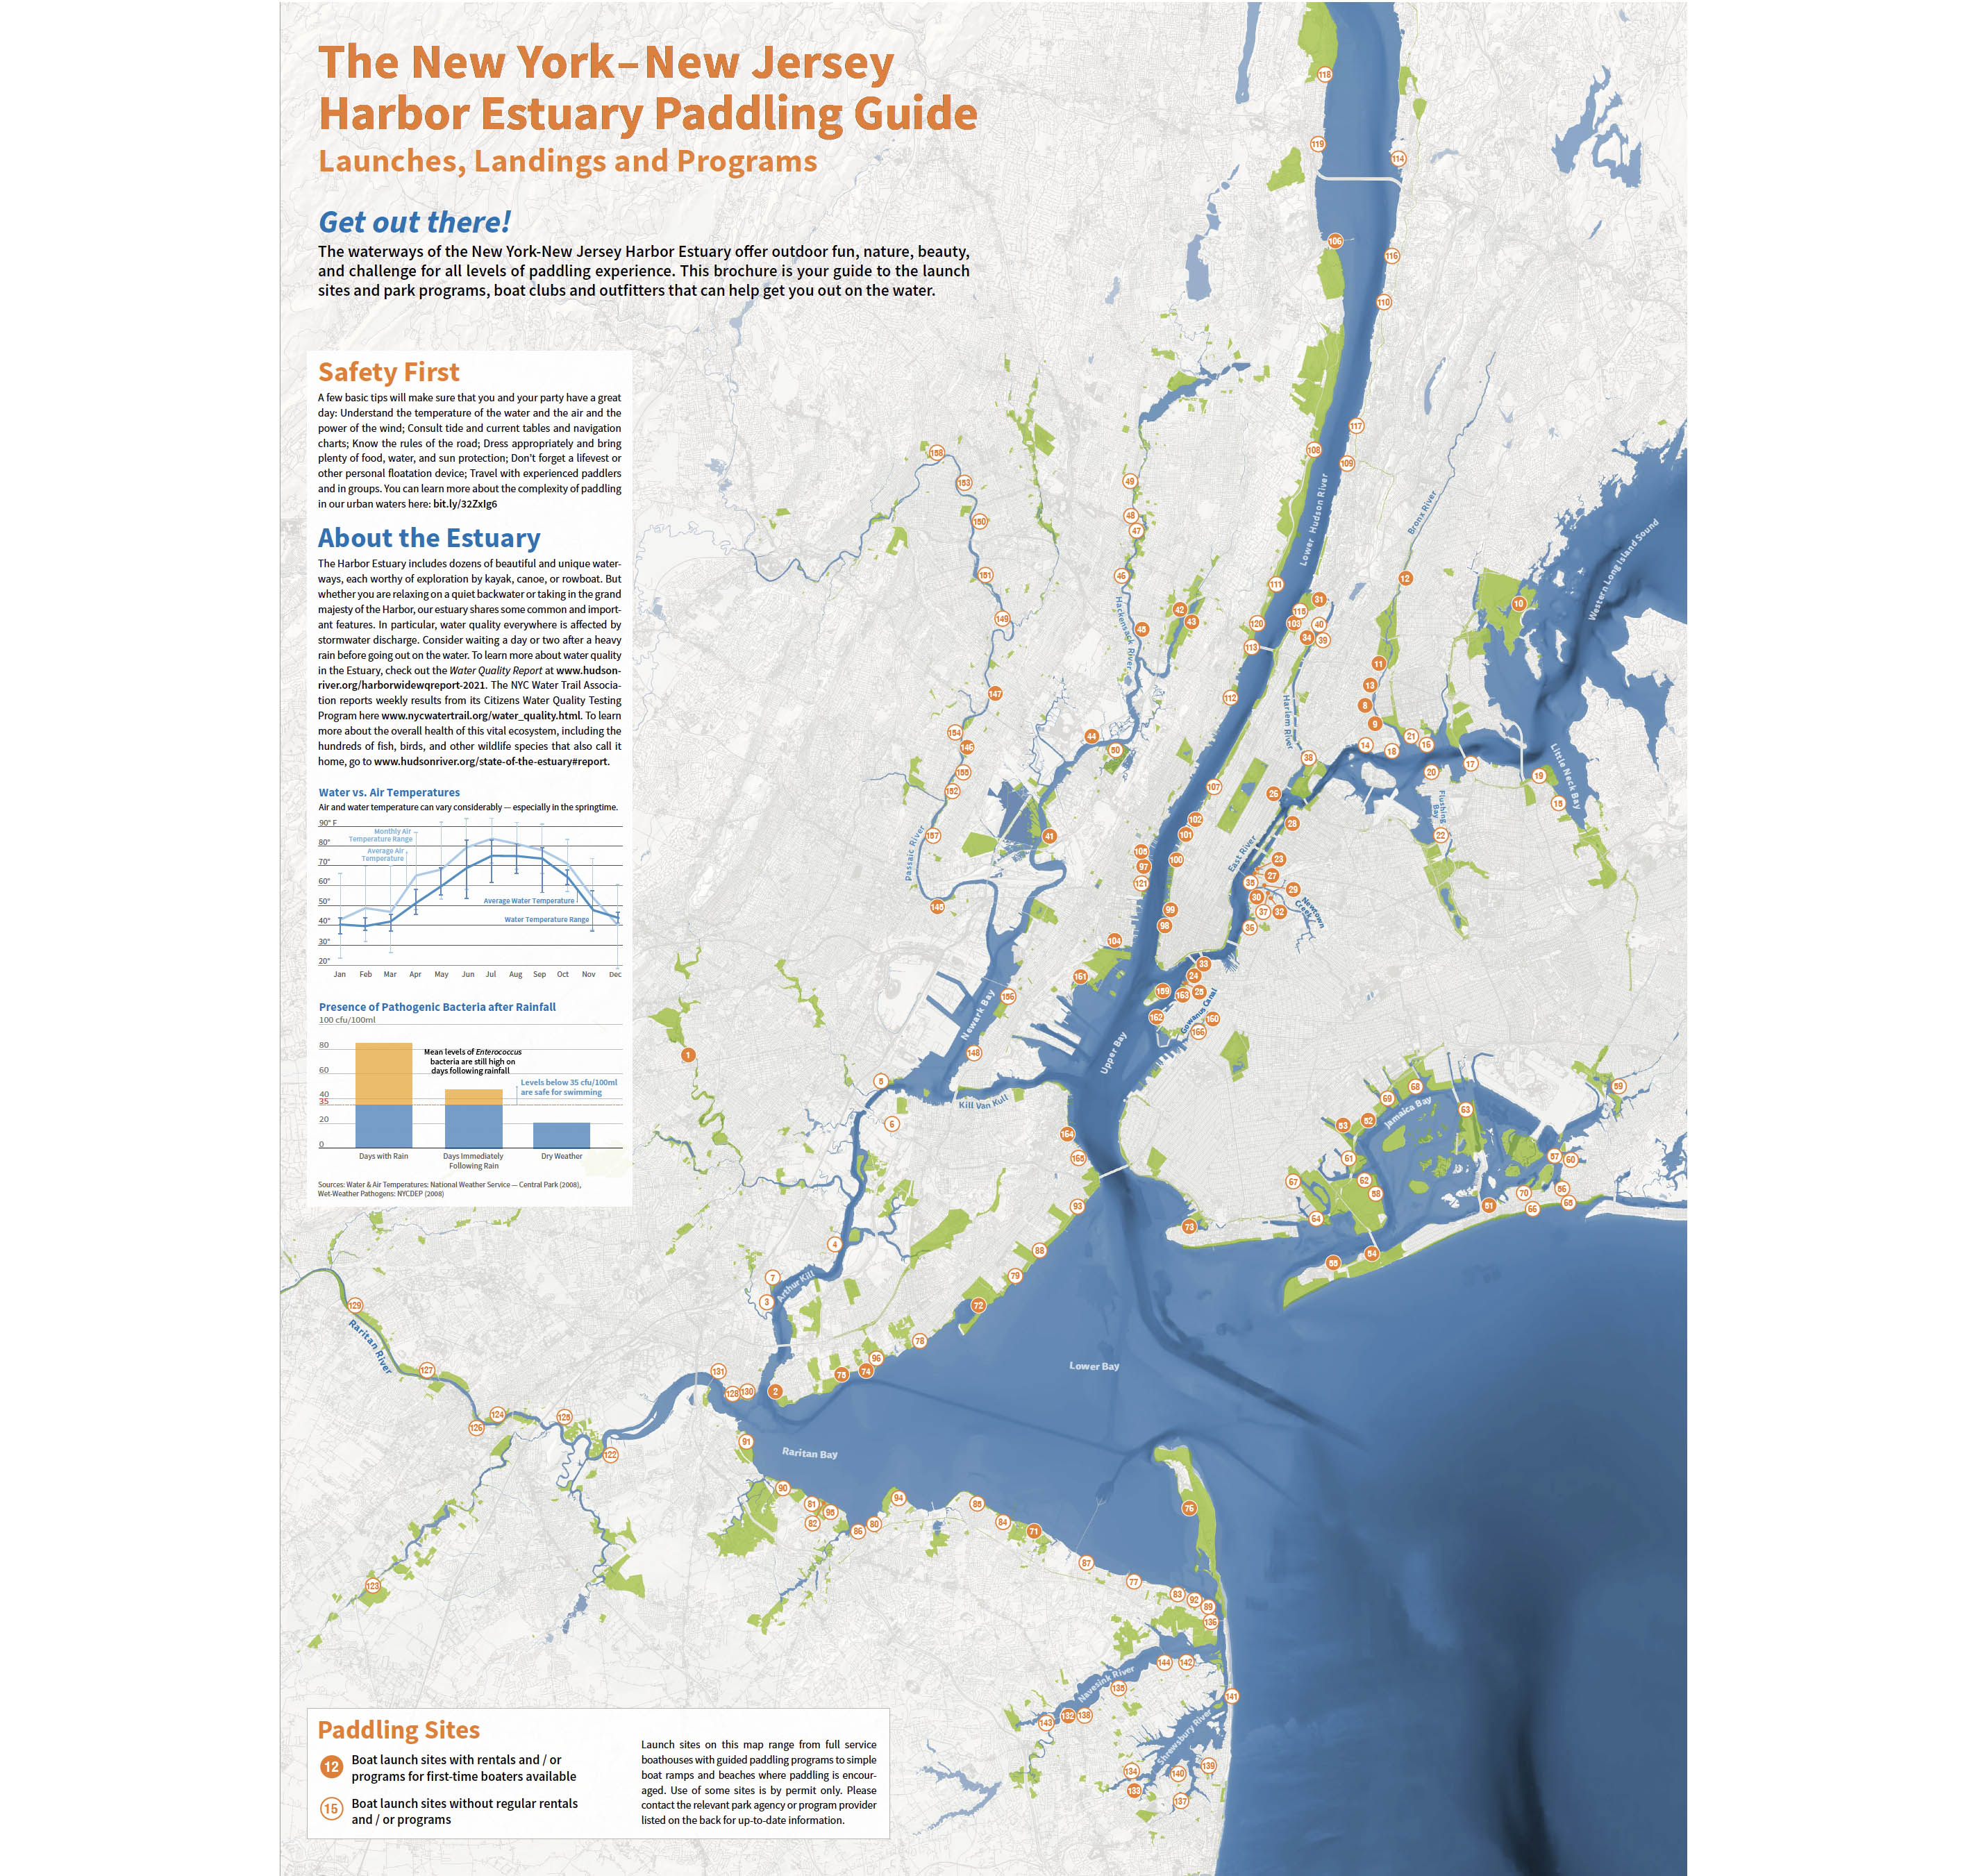 The New York–New Jersey
Harbor Estuary Paddling Guide
Launches, Landings and Programs
Get out there!
The waterways of the New York-New Jersey Harbor Estuary offer outdoor fun, nature, beauty,
and challenge for all levels of paddling experience. This brochure is your guide to the launch
sites and park programs, boat clubs and outfitters that can help get you out on the water.
Safety First
A few basic tips will make sure that you and your party have a great
day: Understand the temperature of the water and the air and the
power of the wind; Consult tide and current tables and navigation
charts; Know the rules of the road; Dress appropriately and bring
plenty of food, water, and sun protection; Don't forget a lifevest or
other personal floatation device; Travel with experienced paddlers
and in groups. You can learn more about the complexity of paddling
in our urban waters here: bit.ly/32ZxIg6
About the Estuary
The Harbor Estuary includes dozens of beautiful and unique water-
ways, each worthy of exploration by kayak, canoe, or rowboat. But
whether you are relaxing on a quiet backwater or taking in the grand
majesty of the Harbor, our estuary shares some common and import-
ant features. In particular, water quality everywhere is affected by
stormwater discharge. Consider waiting a day or two after a heavy
rain before going out on the water. To learn more about water quality
in the Estuary, check out the Water Quality Report at www.hudson-
river.org/harborwidewqreport-2021. The NYC Water Trail Associa-
tion reports weekly results from its Citizens Water Quality Testing
Program here www.nycwatertrail.org/water_quality.html. To learn
more about the overall health of this vital ecosystem, including the
hundreds of fish, birds, and other wildlife species that also call it
home, go to www.hudsonriver.org/state-of-the-estuary#report.
Water vs. Air Temperatures
Air and water temperature can vary considerably — especially in the springtime.
90° F
80°
70°
60°
50°
40°
30°
20°
Monthly Air
Temperature Range
Average Air
Temperature
Average Water Temperature
Water Temperature Range
Jan Feb Mar Apr May Jun Jul Aug Sep Oct Nov Dec
Presence of Pathogenic Bacteria after Rainfall
100 cfu/100ml
80
60
40
35
20
0
Mean levels of Enterococcus
bacteria are still high on
days following rainfall
Levels below 35 cfu/100ml
are safe for swimming
Days with Rain
Days Immediately
Following Rain
Dry Weather
Sources: Water & Air Temperatures: National Weather Service — Central Park (2008),
Wet-Weather Pathogens: NYCDEP (2008)
118
119
114
106
116
110
117
108
109
158
153
150
151
149
147
154
146
155
152
157
145
49
48
47
46
45
42
43
44
50
41
111
31
115
120
103
40
34
39
113
112
12
10
11
13
8
9
14
18
21
16
17
20
19
15
22
38
26
28
107
102
101
100
105
97
121
99
98
23
27
35
29
30
37
32
36
104
161
33
24
159
163
25
162
160
166
156
148
1
5
6
164
165
93
88
79
72
78
96
74
75
4
7
3
2
73
68
69
52
53
63
59
61
62
58
67
64
57
60
56
70
65
66
51
54
55
129
127
131
128
130
124
126
125
122
123
91
90
81
95
82
86
80
94
85
84
71
87
77
76
83
92
89
136
144
142
135
132
138
143
141
134
133
140
139
137
Lower Hudson River
Bronx River
Western Long Island Sound
Hackensack River
Harlem River
Little Neck Bay
Flushing
Bay
Passaic River
East River
Newtown
Creek
Newark Bay
Gowanus Canal
Upper Bay
Kill Van Kull
Jamaica Bay
Arthur Kill
Raritan River
Lower Bay
Raritan Bay
Navesink River
Shrewsbury River
Paddling Sites
12
Boat launch sites with rentals and / or
programs for first-time boaters available
15
Boat launch sites without regular rentals
and / or programs
Launch sites on this map range from full service
boathouses with guided paddling programs to simple
boat ramps and beaches where paddling is encour-
aged. Use of some sites is by permit only. Please
contact the relevant park agency or program provider
listed on the back for up-to-date information.